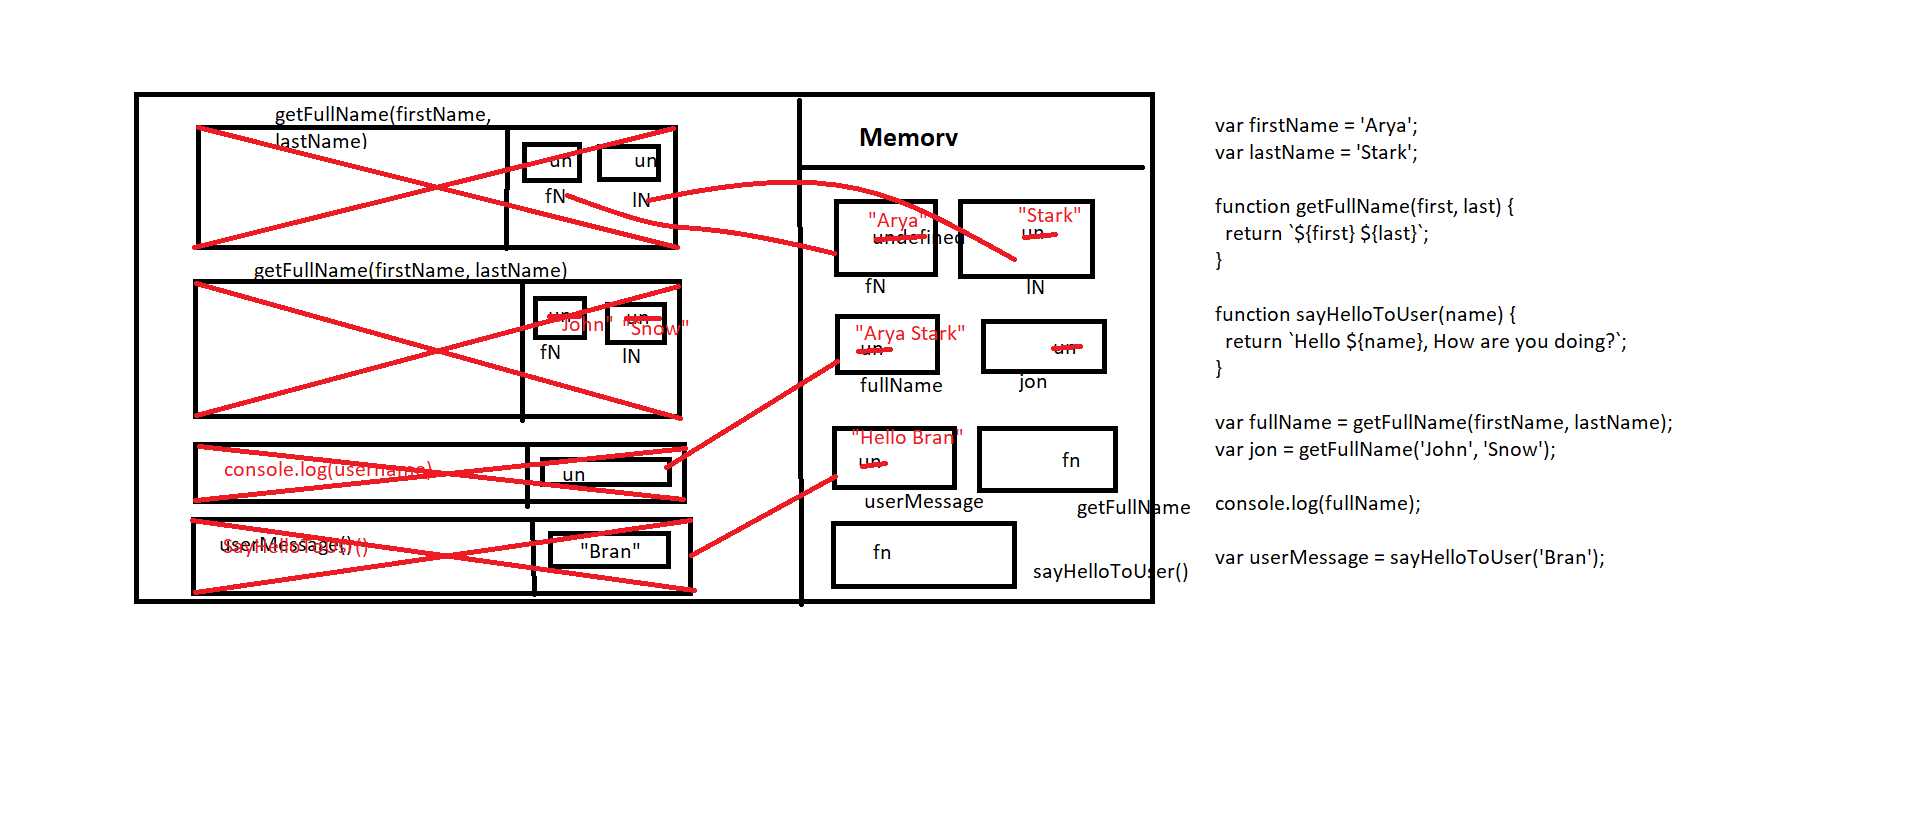 getFullName(firstName,
lastName)
un
un
fN
lN
getFullName(firstName, lastName)
un
un
"John"
"Snow"
fN
lN
console.log(username)
un
userMessage()
"Bran"
Memory
"Arya"
undefined
fN
"Stark"
un
lN
"Arya Stark"
un
fullName
un
jon
"Hello Bran"
un
userMessage
fn
getFullName
fn
sayHelloToUser()
var firstName = 'Arya';
var lastName = 'Stark';
function getFullName(first, last) {
return `${first} ${last}`;
}
function sayHelloToUser(name) {
return `Hello ${name}, How are you doing?`;
}
var fullName = getFullName(firstName, lastName);
var jon = getFullName('John', 'Snow');
console.log(fullName);
var userMessage = sayHelloToUser('Bran');